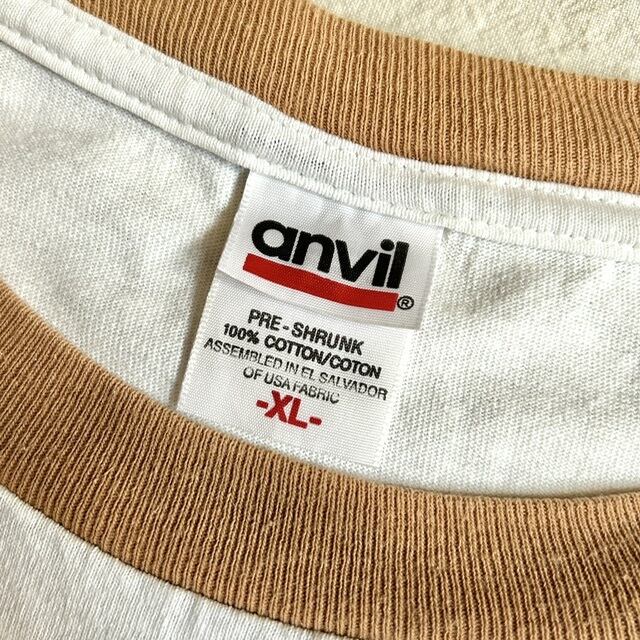 anvil®
PRE-SHRUNK
100% COTTON/COTON
ASSEMBLED IN EL SALVADOR
OF USA FABRIC
-XL-